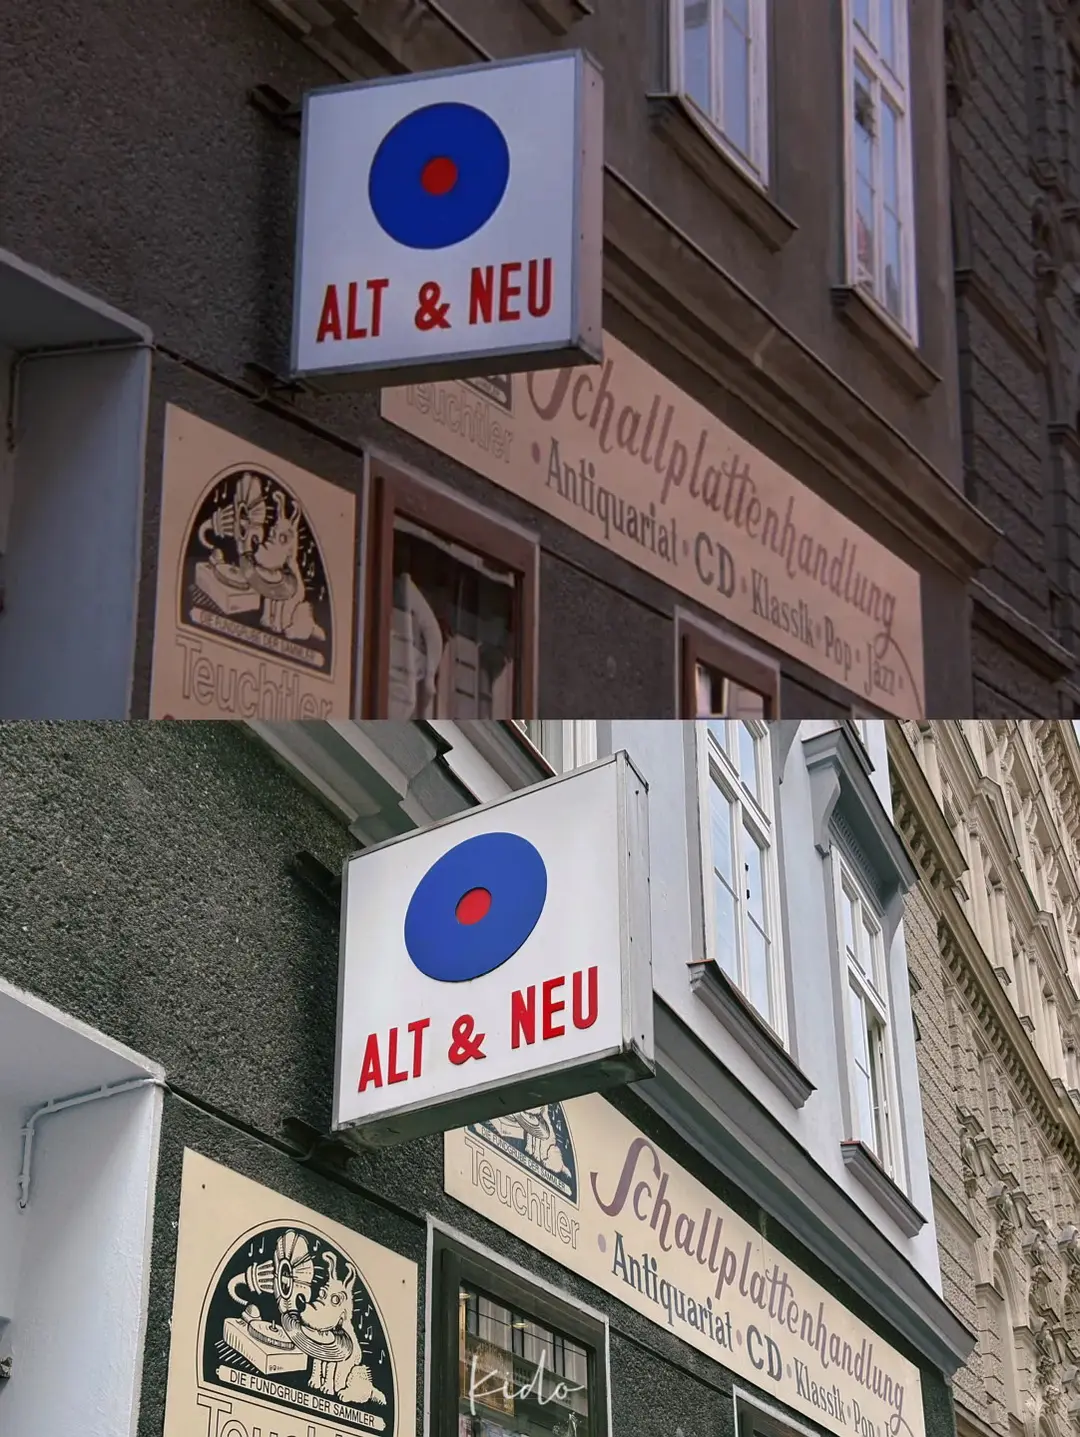 ALT & NEU
Teuchtler
Schallplattenhandlung
• Antiquariat • CD • Klassik • Pop • Jazz •
DIE FUNDGRUBE DER SAMMLER
Teuchtler
ALT & NEU
DIE FUNDGRUBE DER SAMMLER
Teuchtler
Schallplattenhandlung
• Antiquariat • CD • Klassik • Pop •
DIE FUNDGRUBE DER SAMMLER
Kido